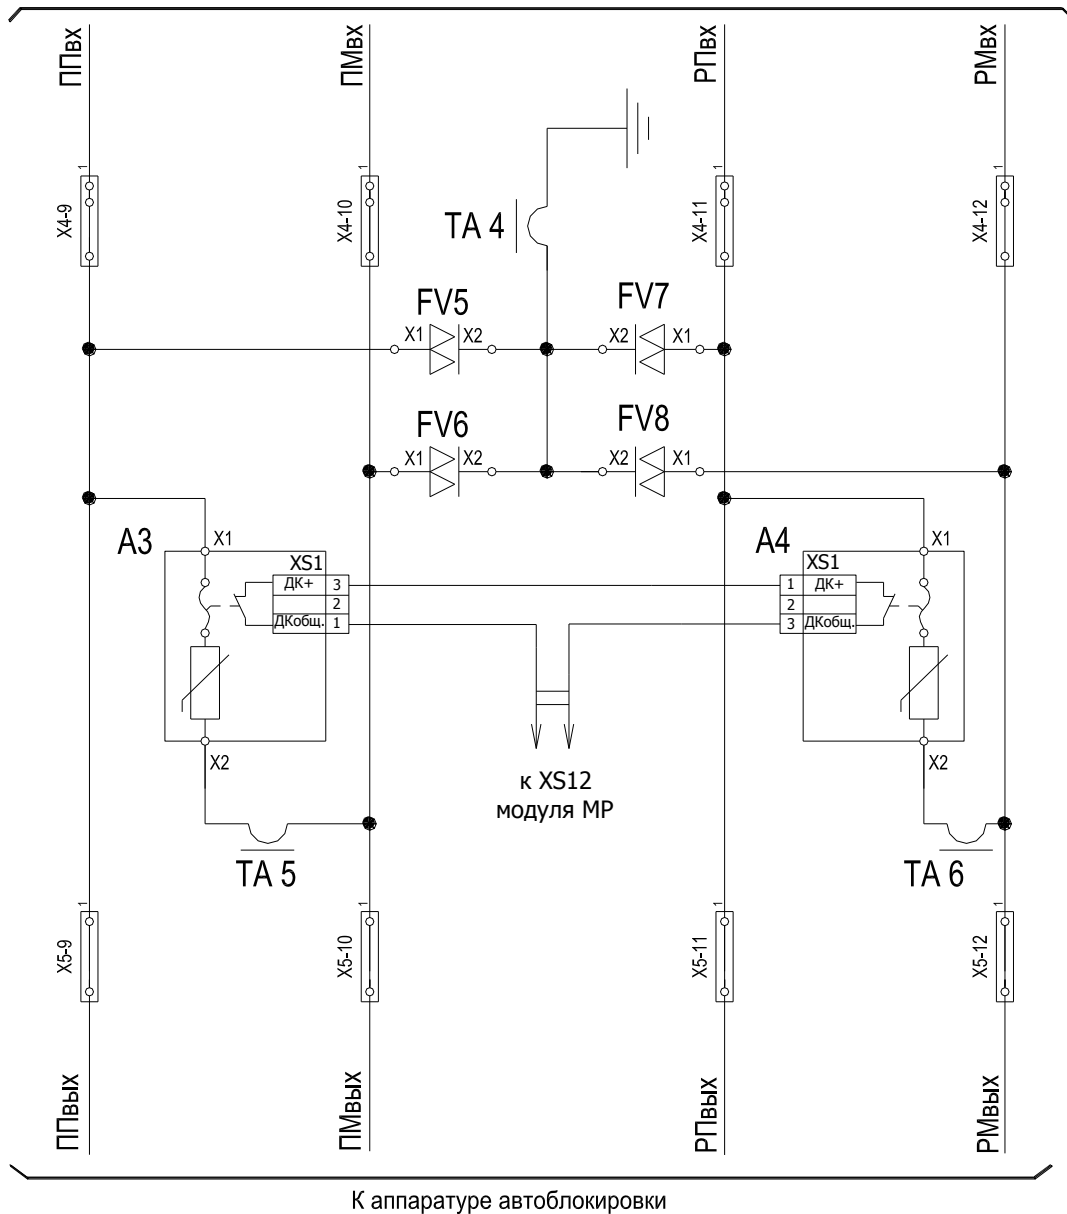 ППвх
ПМвх
РПвх
РМвх
1
1
1
1
X4-9
X4-10
X4-11
X4-12
TA 4
FV5
FV7
X1
X2
X2
X1
FV6
FV8
X1
X2
X2
X1
A3
X1
A4
X1
XS1
XS1
ДК+
3
1
ДК+
2
2
ДКобщ.
1
3
ДКобщ.
X2
X2
к XS12
модуля МР
TA 5
TA 6
1
1
1
1
X5-9
X5-10
X5-11
X5-12
ППвых
ПМвых
РПвых
РМвых
К аппаратуре автоблокировки